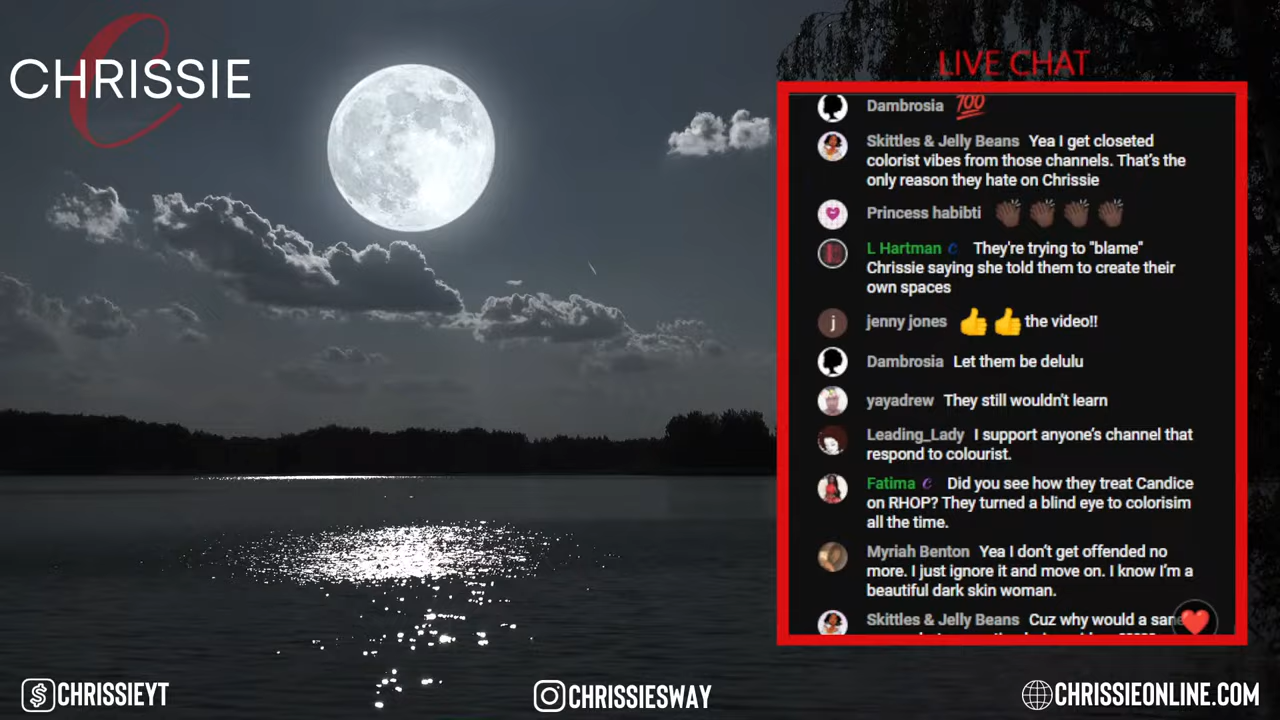 CHRISSIE
LIVE CHAT
Dambrosia 💯
Skittles & Jelly Beans Yea I get closeted
colorist vibes from those channels. That's the
only reason they hate on Chrissie
Princess habibti 👏🏿 👏🏿 👏🏿 👏🏿
L Hartman They're trying to "blame"
Chrissie saying she told them to create their
own spaces
jenny jones 👍 👍 the video!!
Dambrosia Let them be delulu
yayadrew They still wouldn't learn
Leading_Lady I support anyone's channel that
respond to colourist.
Fatima Did you see how they treat Candice
on RHOP? They turned a blind eye to colorisim
all the time.
Myriah Benton Yea I don't get offended no
more. I just ignore it and move on. I know I'm a
beautiful dark skin woman.
Skittles & Jelly Beans Cuz why would a
CHRISSIEYT
CHRISSIESWAY
CHRISSIEONLINE.COM